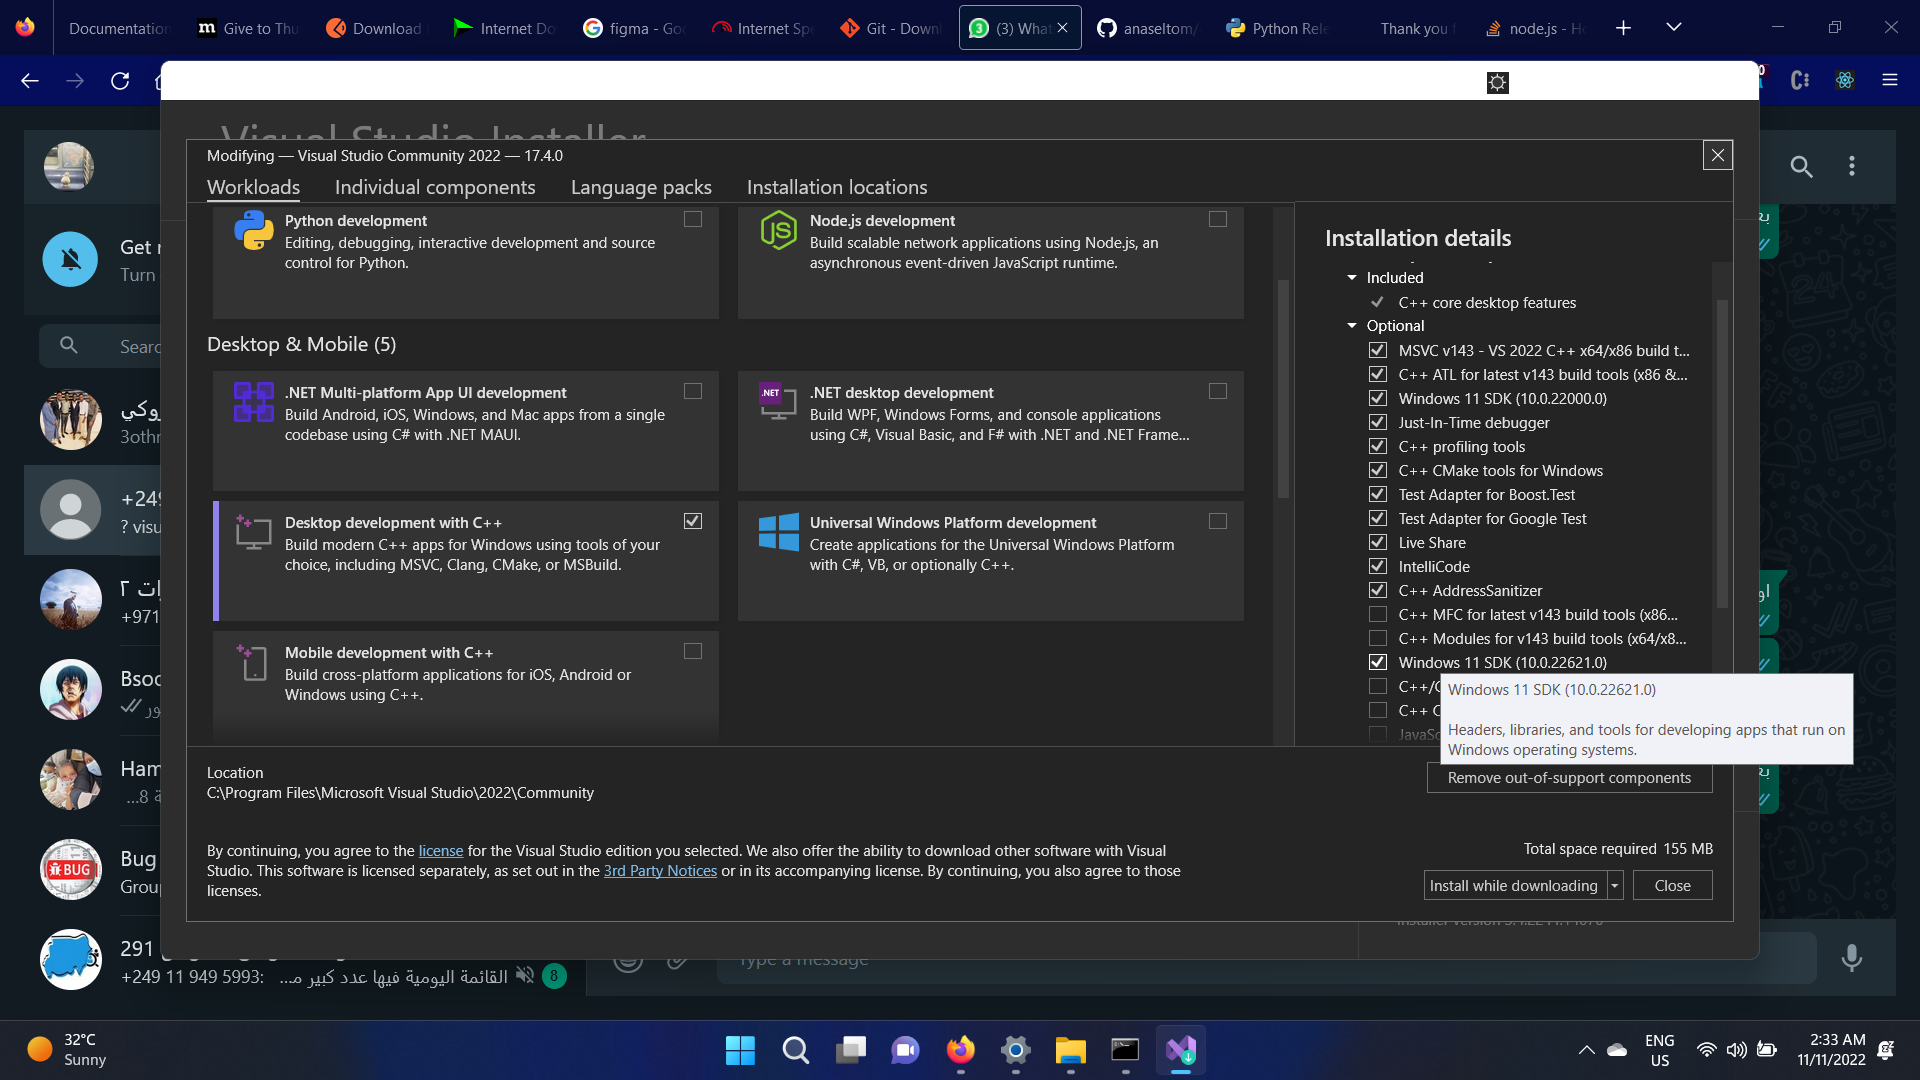 Documentation
Give to Thu
Download
Internet Do
figma - Goo
Internet Spe
Git - Down
(3) What
anaseltom/
Python Rele
Thank you f
node.js - Ho
Visual Studio Installer
Modifying — Visual Studio Community 2022 — 17.4.0
Workloads
Individual components
Language packs
Installation locations
Python development
Editing, debugging, interactive development and source
control for Python.
Node.js development
Build scalable network applications using Node.js, an
asynchronous event-driven JavaScript runtime.
Desktop & Mobile (5)
.NET Multi-platform App UI development
Build Android, iOS, Windows, and Mac apps from a single
codebase using C# with .NET MAUI.
.NET desktop development
Build WPF, Windows Forms, and console applications
using C#, Visual Basic, and F# with .NET and .NET Frame...
Desktop development with C++
Build modern C++ apps for Windows using tools of your
choice, including MSVC, Clang, CMake, or MSBuild.
Universal Windows Platform development
Create applications for the Universal Windows Platform
with C#, VB, or optionally C++.
Mobile development with C++
Build cross-platform applications for iOS, Android or
Windows using C++.
Installation details
Included
C++ core desktop features
Optional
MSVC v143 - VS 2022 C++ x64/x86 build t...
C++ ATL for latest v143 build tools (x86 &...
Windows 11 SDK (10.0.22000.0)
Just-In-Time debugger
C++ profiling tools
C++ CMake tools for Windows
Test Adapter for Boost.Test
Test Adapter for Google Test
Live Share
IntelliCode
C++ AddressSanitizer
C++ MFC for latest v143 build tools (x86...
C++ Modules for v143 build tools (x64/x8...
Windows 11 SDK (10.0.22621.0)
C++/C
C++ C
JavaSc
Windows 11 SDK (10.0.22621.0)
Headers, libraries, and tools for developing apps that run on
Windows operating systems.
Remove out-of-support components
Location
C:\Program Files\Microsoft Visual Studio\2022\Community
By continuing, you agree to the license for the Visual Studio edition you selected. We also offer the ability to download other software with Visual
Studio. This software is licensed separately, as set out in the 3rd Party Notices or in its accompanying license. By continuing, you also agree to those
licenses.
Total space required 155 MB
Install while downloading
Close
Get
Turn
Searc
3othr
+249
? visu
+971
Bsoc
Ham
...8
BUG
Bug
Group
291
+249 11 949 5993: القائمة اليومية فيها عدد كبير م...
8
Type a message
32°C
Sunny
ENG
US
2:33 AM
11/11/2022